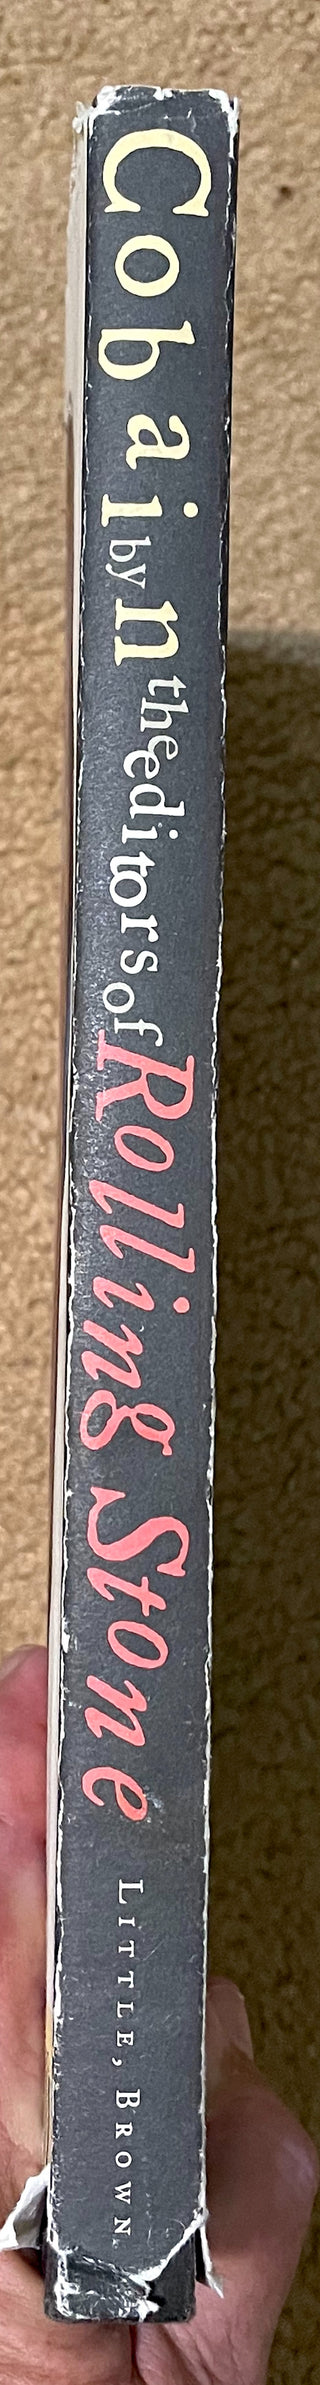 Cobain
by
the editors of
Rolling Stone
LITTLE, BROWN